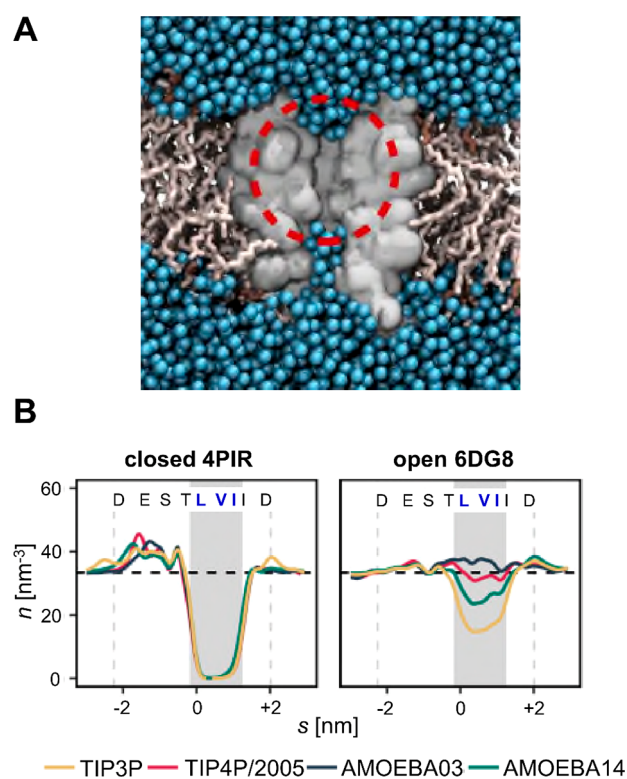 A
B
closed 4PIR open 6DG8
60
40
20
0
n [nm-3]
D E S T L V I I D
D E S T L V I I D
-2 0 +2 -2 0 +2
s [nm]
TIP3P TIP4P/2005 AMOEBA03 AMOEBA14